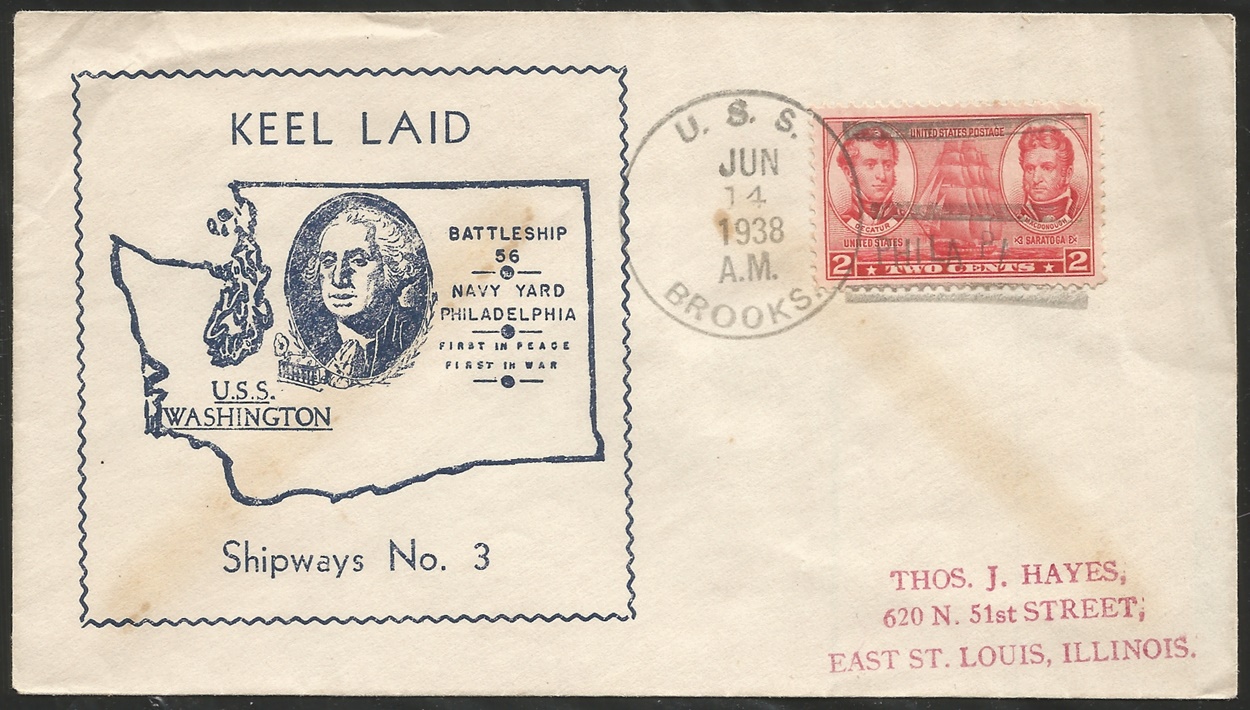 KEEL LAID
BATTLESHIP
56
NAVY YARD
PHILADELPHIA
FIRST IN PEACE
FIRST IN WAR
U.S.S.
WASHINGTON
Shipways No. 3
U. S. S.
JUN
14
1938
A.M.
BROOKS.
UNITED STATES POSTAGE
DECATUR
MACDONOUGH
UNITED STATES
SARATOGA
2 ★ TWO CENTS ★ 2
PHILA PA
THOS. J. HAYES,
620 N. 51st STREET,
EAST ST. LOUIS, ILLINOIS.